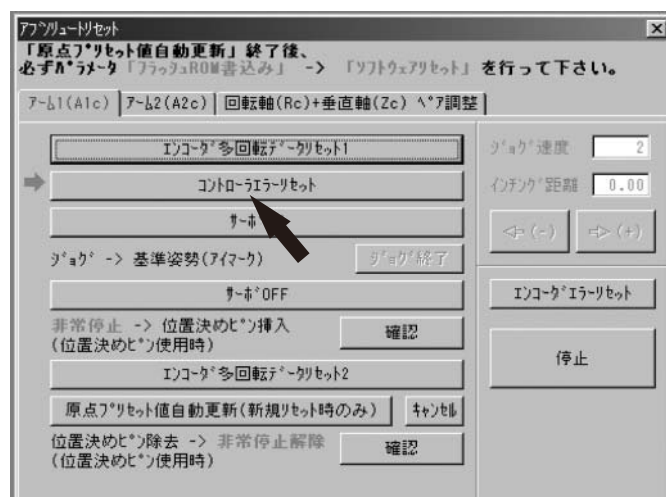 アブソリュートリセット
「原点プリセット値自動更新」終了後、
必ずパラメータ「フラッシュROM書込み」 -> 「ソフトウェアリセット」を行って下さい。
アーム1(A1c) アーム2(A2c) 回転軸(Rc)+垂直軸(Zc) ペア調整
エンコーダ多回転データリセット1
ジョグ速度 2
コントローラエラーリセット
インチング距離 0.00
サーボ
(-) (+)
ジョグ -> 基準姿勢(アイマーク) ジョグ終了
サーボOFF
エンコーダエラーリセット
非常停止 -> 位置決めピン挿入
(位置決めピン使用時) 確認
停止
エンコーダ多回転データリセット2
原点プリセット値自動更新(新規リセット時のみ) キャンセル
位置決めピン除去 -> 非常停止解除
(位置決めピン使用時) 確認